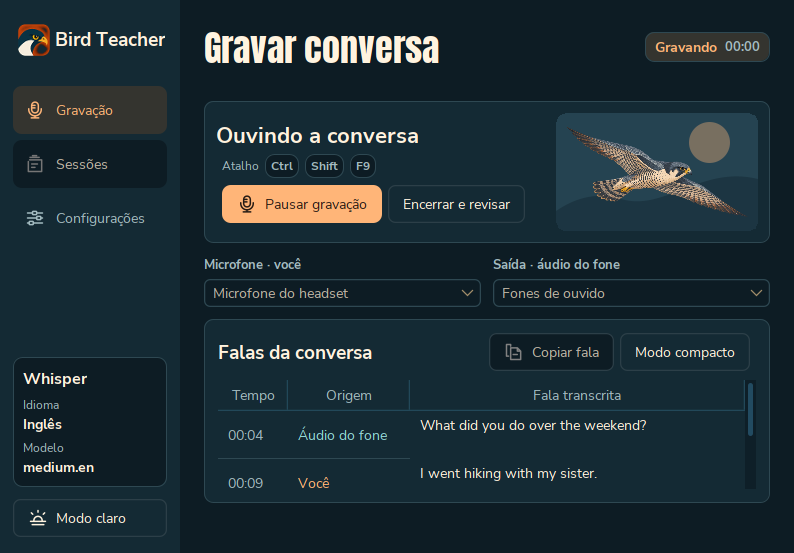 Bird Teacher
Gravação
Sessões
Configurações
Whisper
Idioma
Inglês
Modelo
medium.en
Modo claro
Gravar conversa
Gravando 00:00
Ouvindo a conversa
Atalho Ctrl Shift F9
Pausar gravação Encerrar e revisar
Microfone · você Saída · áudio do fone
Microfone do headset Fones de ouvido
Falas da conversa Copiar fala Modo compacto
Tempo Origem Fala transcrita
00:04 Áudio do fone What did you do over the weekend?
00:09 Você I went hiking with my sister.